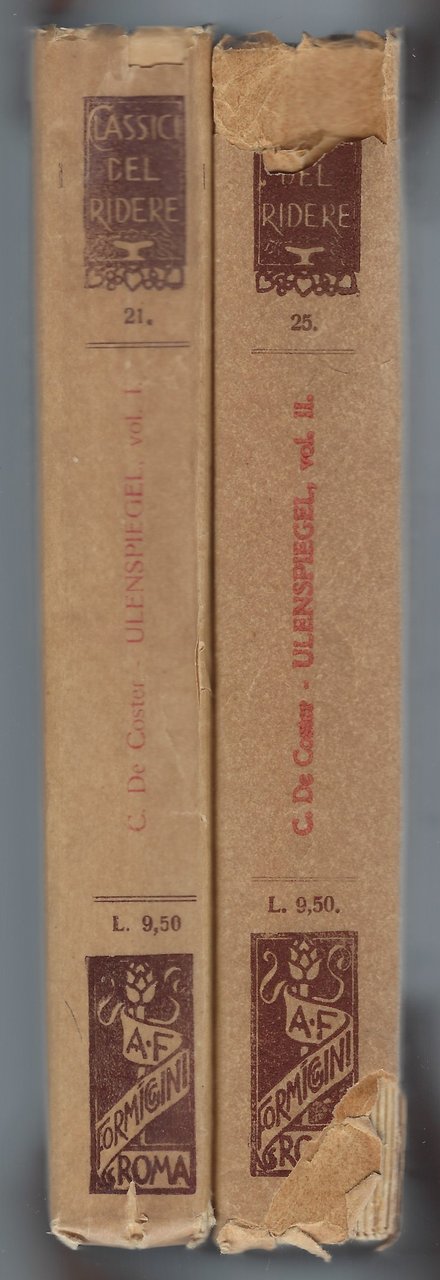 CLASSICI
DEL
RIDERE
21.
C. De Coster - ULENSPIEGEL, vol. I.
L. 9,50
A·F
FORMIGGINI
ROMA
DEL
RIDERE
25.
C. De Coster - ULENSPIEGEL, vol. II.
L. 9,50.
A·F
FORMIGGINI
RO